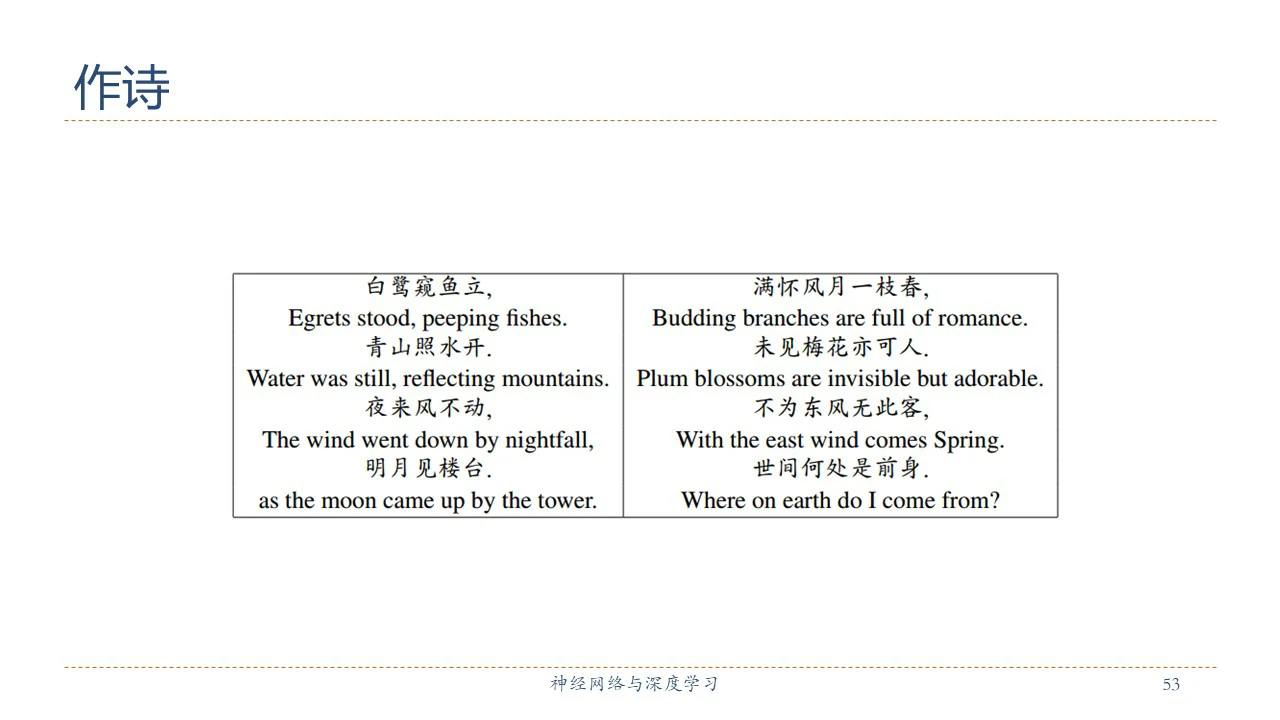 作诗
白鹭窥鱼立,
Egrets stood, peeping fishes.
青山照水开.
Water was still, reflecting mountains.
夜来风不动,
The wind went down by nightfall,
明月见楼台.
as the moon came up by the tower.
满怀风月一枝春,
Budding branches are full of romance.
未见梅花亦可人.
Plum blossoms are invisible but adorable.
不为东风无此客,
With the east wind comes Spring.
世间何处是前身.
Where on earth do I come from?
神经网络与深度学习
53